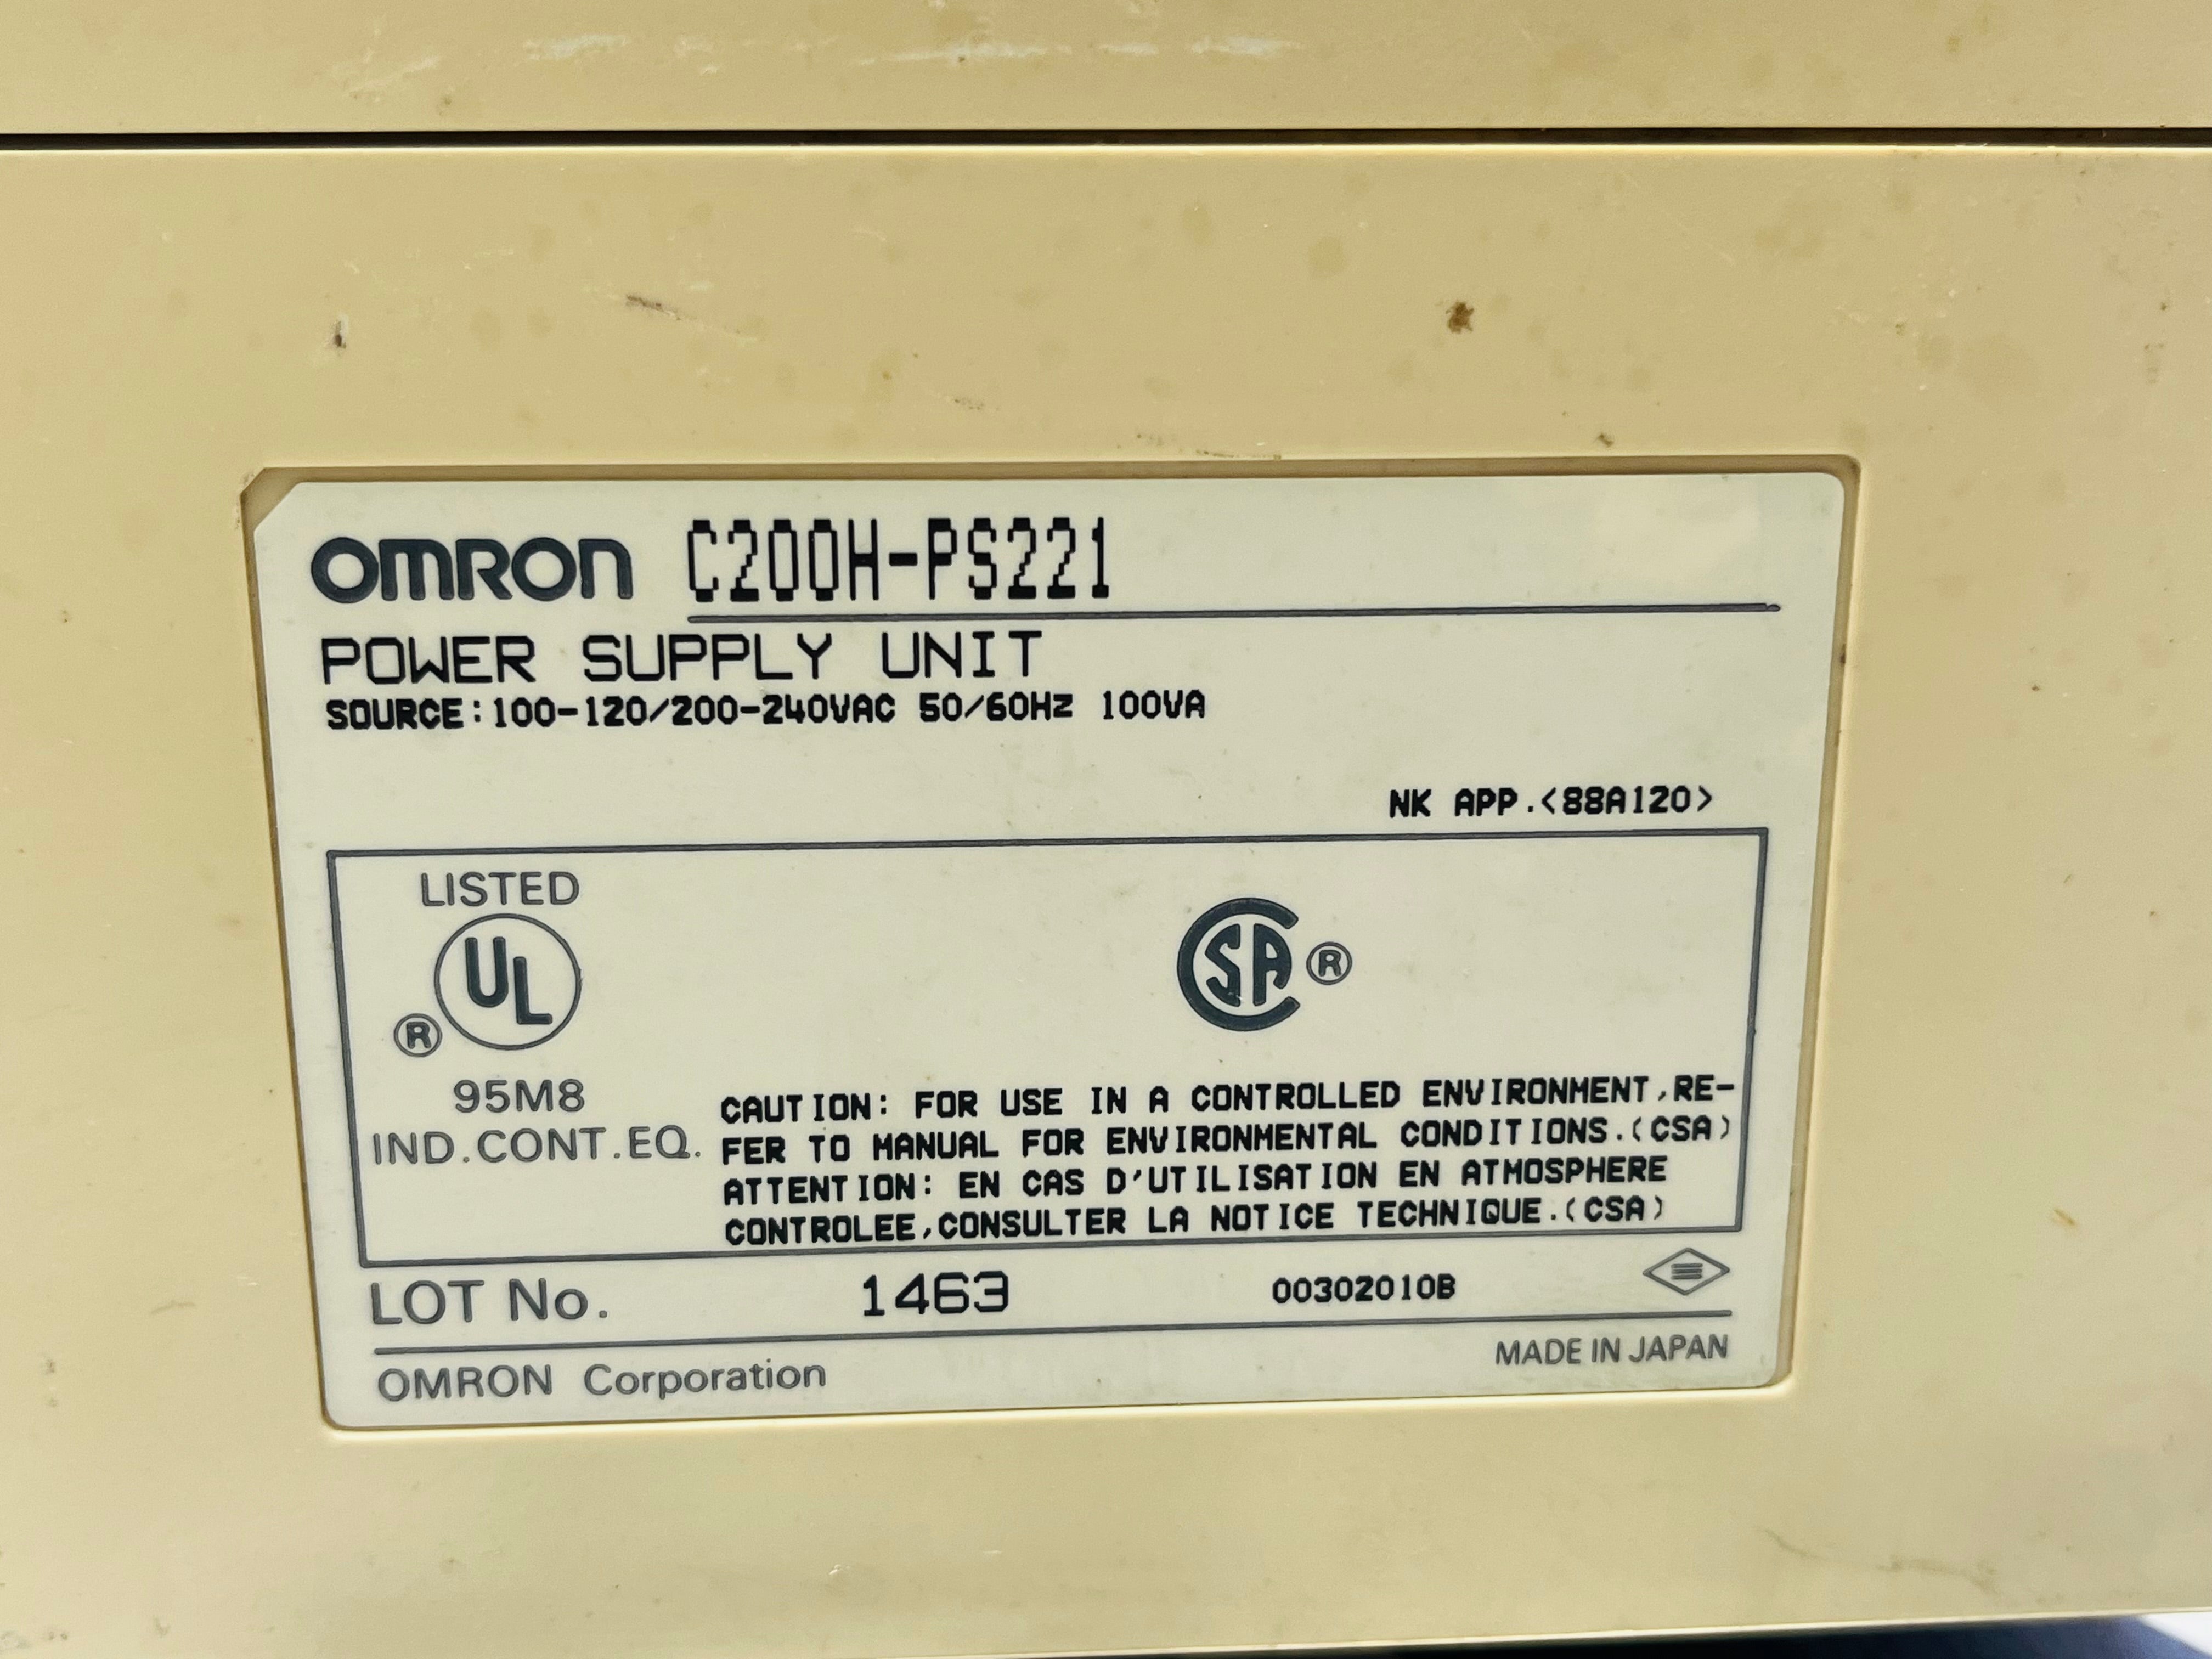 OMRON C200H-PS221
POWER SUPPLY UNIT
SOURCE:100-120/200-240VAC 50/60HZ 100VA
NK APP.<88A120>
LISTED
UL
®
SA ®
95M8
IND.CONT.EQ.
CAUTION: FOR USE IN A CONTROLLED ENVIRONMENT,RE-
FER TO MANUAL FOR ENVIRONMENTAL CONDITIONS.(CSA)
ATTENTION: EN CAS D'UTILISATION EN ATMOSPHERE
CONTROLEE,CONSULTER LA NOTICE TECHNIQUE.(CSA)
LOT No. 1463 00302010B
OMRON Corporation MADE IN JAPAN